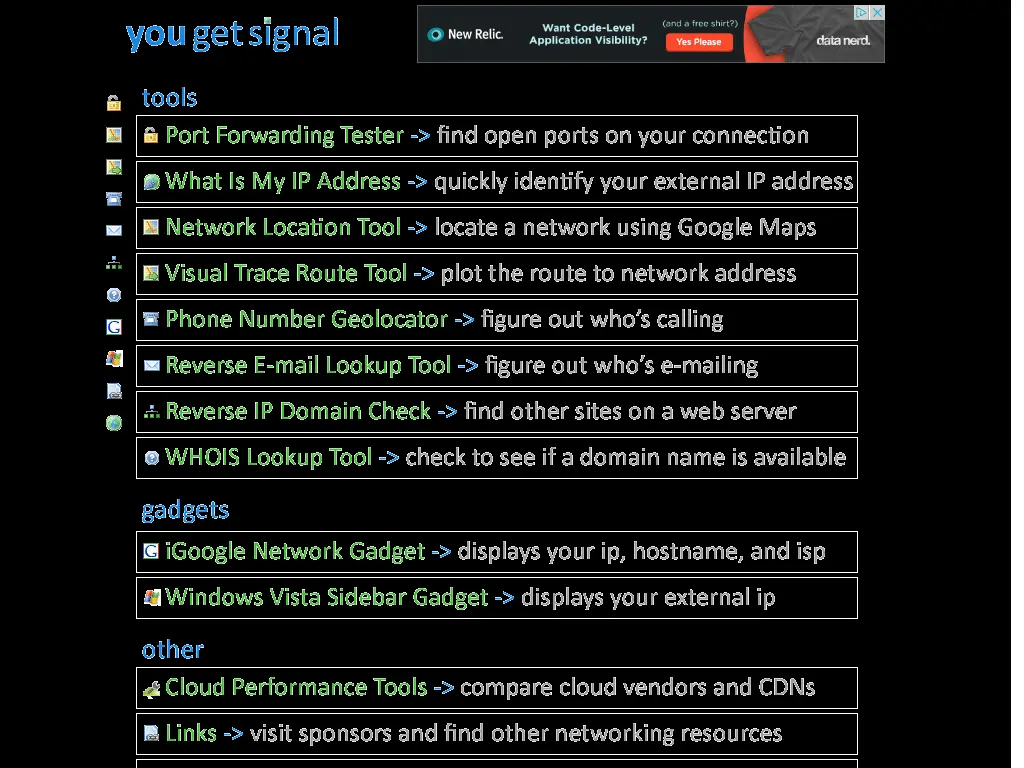 you get signal
New Relic.
Want Code-Level
Application Visibility?
(and a free shirt?)
Yes Please
data nerd.
tools
Port Forwarding Tester -> find open ports on your connection
What Is My IP Address -> quickly identify your external IP address
Network Location Tool -> locate a network using Google Maps
Visual Trace Route Tool -> plot the route to network address
Phone Number Geolocator -> figure out who's calling
Reverse E-mail Lookup Tool -> figure out who's e-mailing
Reverse IP Domain Check -> find other sites on a web server
WHOIS Lookup Tool -> check to see if a domain name is available
gadgets
G iGoogle Network Gadget -> displays your ip, hostname, and isp
Windows Vista Sidebar Gadget -> displays your external ip
other
Cloud Performance Tools -> compare cloud vendors and CDNs
Links -> visit sponsors and find other networking resources